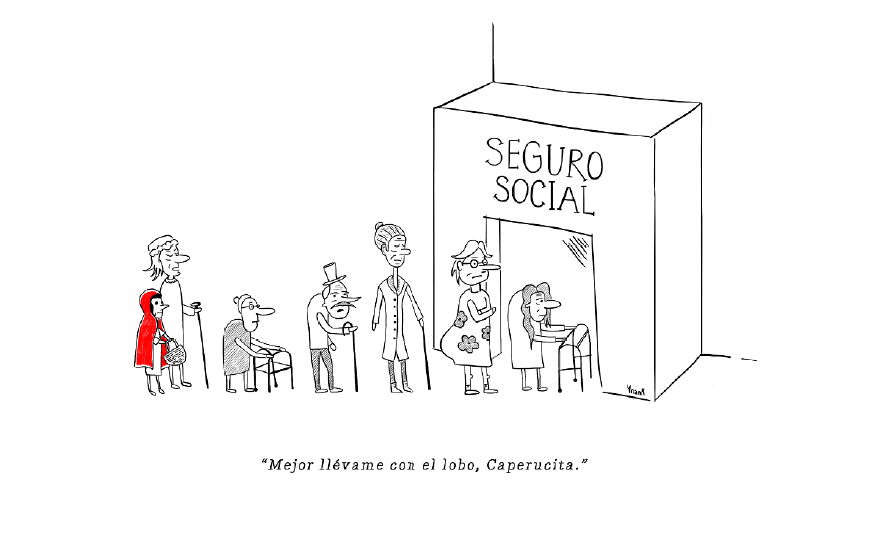 SEGURO
SOCIAL
"Mejor llévame con el lobo, Caperucita."